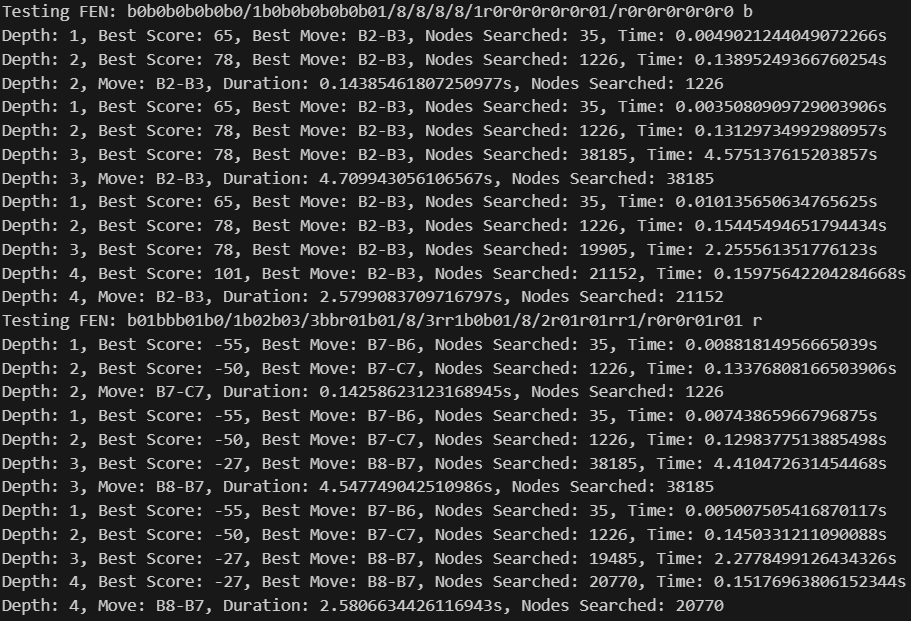 Testing FEN: b0b0b0b0b0b0/1b0b0b0b0b0b01/8/8/8/8/1r0r0r0r0r0r01/r0r0r0r0r0r0 b
Depth: 1, Best Score: 65, Best Move: B2-B3, Nodes Searched: 35, Time: 0.0049021244049072266s
Depth: 2, Best Score: 78, Best Move: B2-B3, Nodes Searched: 1226, Time: 0.13895249366760254s
Depth: 2, Move: B2-B3, Duration: 0.14385461807250977s, Nodes Searched: 1226
Depth: 1, Best Score: 65, Best Move: B2-B3, Nodes Searched: 35, Time: 0.0035080909729003906s
Depth: 2, Best Score: 78, Best Move: B2-B3, Nodes Searched: 1226, Time: 0.13129734992980957s
Depth: 3, Best Score: 78, Best Move: B2-B3, Nodes Searched: 38185, Time: 4.575137615203857s
Depth: 3, Move: B2-B3, Duration: 4.709943056106567s, Nodes Searched: 38185
Depth: 1, Best Score: 65, Best Move: B2-B3, Nodes Searched: 35, Time: 0.010135650634765625s
Depth: 2, Best Score: 78, Best Move: B2-B3, Nodes Searched: 1226, Time: 0.15445494651794434s
Depth: 3, Best Score: 78, Best Move: B2-B3, Nodes Searched: 19905, Time: 2.255561351776123s
Depth: 4, Best Score: 101, Best Move: B2-B3, Nodes Searched: 21152, Time: 0.15975642204284668s
Depth: 4, Move: B2-B3, Duration: 2.5799083709716797s, Nodes Searched: 21152
Testing FEN: b01bbb01b0/1b02b03/3bbr01b01/8/3rr1b0b01/8/2r01r01rr1/r0r0r01r01 r
Depth: 1, Best Score: -55, Best Move: B7-B6, Nodes Searched: 35, Time: 0.00881814956665039s
Depth: 2, Best Score: -50, Best Move: B7-C7, Nodes Searched: 1226, Time: 0.13376808166503906s
Depth: 2, Move: B7-C7, Duration: 0.14258623123168945s, Nodes Searched: 1226
Depth: 1, Best Score: -55, Best Move: B7-B6, Nodes Searched: 35, Time: 0.00743865966796875s
Depth: 2, Best Score: -50, Best Move: B7-C7, Nodes Searched: 1226, Time: 0.1298377513885498s
Depth: 3, Best Score: -27, Best Move: B8-B7, Nodes Searched: 38185, Time: 4.410472631454468s
Depth: 3, Move: B8-B7, Duration: 4.547749042510986s, Nodes Searched: 38185
Depth: 1, Best Score: -55, Best Move: B7-B6, Nodes Searched: 35, Time: 0.005007505416870117s
Depth: 2, Best Score: -50, Best Move: B7-C7, Nodes Searched: 1226, Time: 0.1450331211090088s
Depth: 3, Best Score: -27, Best Move: B8-B7, Nodes Searched: 19485, Time: 2.2778499126434326s
Depth: 4, Best Score: -27, Best Move: B8-B7, Nodes Searched: 20770, Time: 0.15176963806152344s
Depth: 4, Move: B8-B7, Duration: 2.5806634426116943s, Nodes Searched: 20770